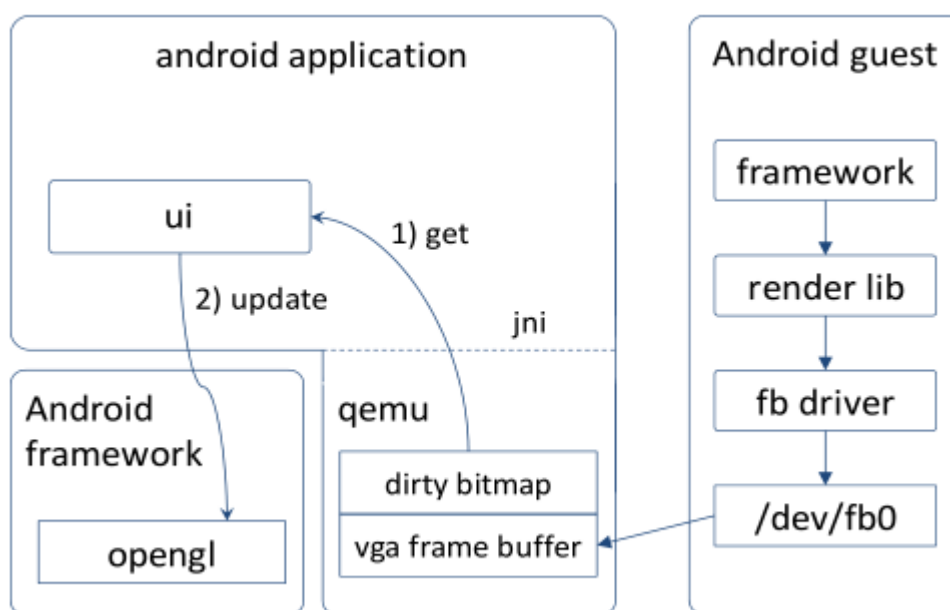 android application
ui
1) get
2) update
jni
Android
framework
opengl
qemu
dirty bitmap
vga frame buffer
Android guest
framework
render lib
fb driver
/dev/fb0